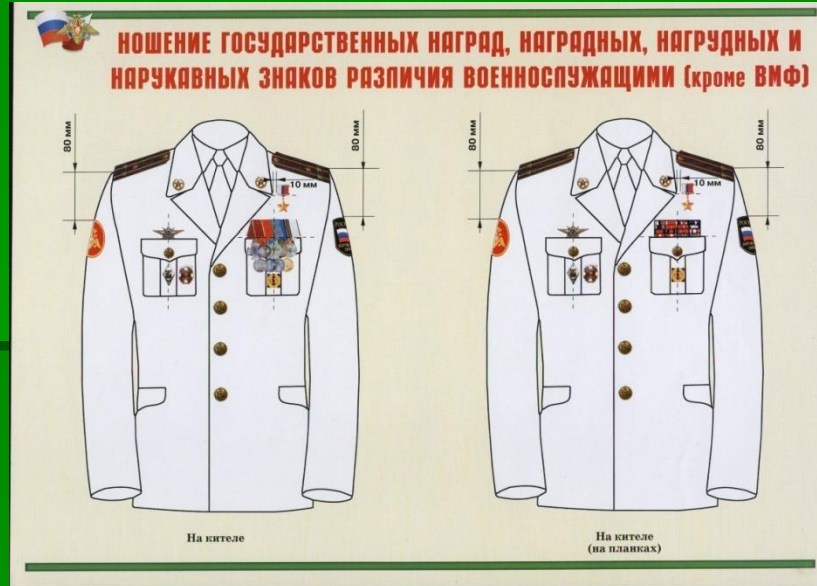 НОШЕНИЕ ГОСУДАРСТВЕННЫХ НАГРАД, НАГРАДНЫХ, НАГРУДНЫХ И
НАРУКАВНЫХ ЗНАКОВ РАЗЛИЧИЯ ВОЕННОСЛУЖАЩИМИ (кроме ВМФ)
80 мм
80 мм
80 мм
80 мм
10 мм
10 мм
На кителе
На кителе
(на планках)